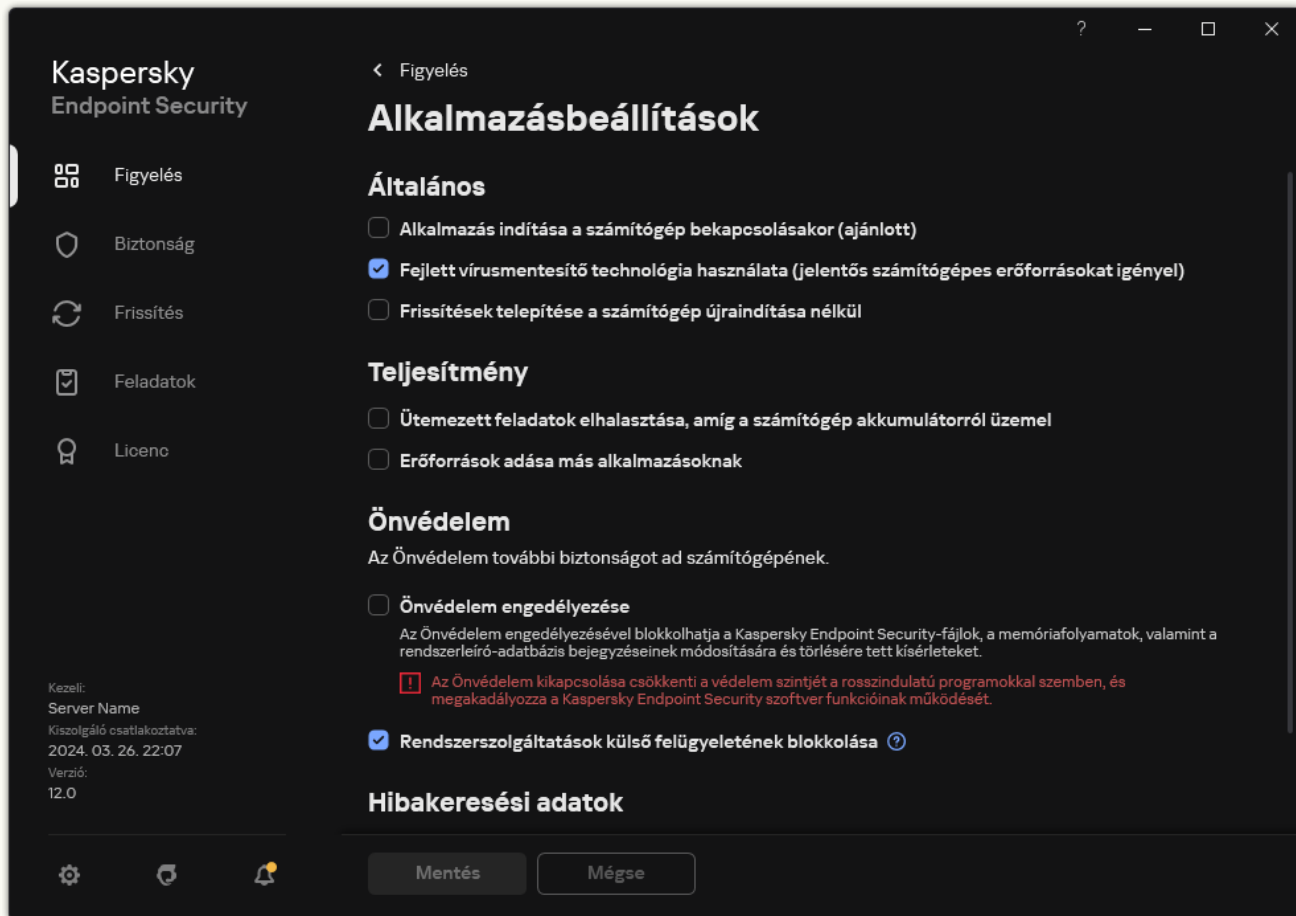 Kaspersky
Endpoint Security
Figyelés
Biztonság
Frissítés
Feladatok
Licenc
Kezeli:
Server Name
Kiszolgáló csatlakoztatva:
2024. 03. 26. 22:07
Verzió:
12.0
Figyelés
Alkalmazásbeállítások
Általános
Alkalmazás indítása a számítógép bekapcsolásakor (ajánlott)
Fejlett vírusmentesítő technológia használata (jelentős számítógépes erőforrásokat igényel)
Frissítések telepítése a számítógép újraindítása nélkül
Teljesítmény
Ütemezett feladatok elhalasztása, amíg a számítógép akkumulátorról üzemel
Erőforrások adása más alkalmazásoknak
Önvédelem
Az Önvédelem további biztonságot ad számítógépének.
Önvédelem engedélyezése
Az Önvédelem engedélyezésével blokkolhatja a Kaspersky Endpoint Security-fájlok, a memóriafolyamatok, valamint a
rendszerleíró-adatbázis bejegyzéseinek módosítására és törlésére tett kísérleteket.
Az Önvédelem kikapcsolása csökkenti a védelem szintjét a rosszindulatú programokkal szemben, és
megakadályozza a Kaspersky Endpoint Security szoftver funkcióinak működését.
Rendszerszolgáltatások külső felügyeletének blokkolása
Hibakeresési adatok
Mentés
Mégse